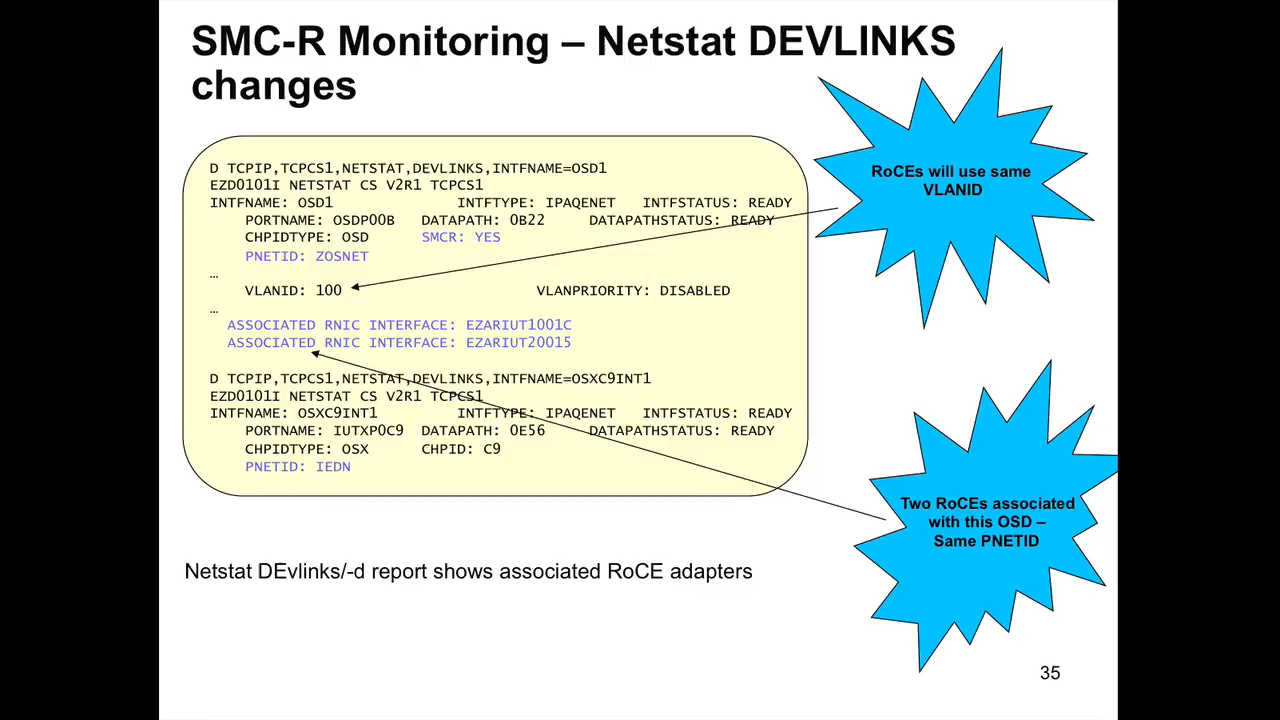 SMC-R Monitoring – Netstat DEVLINKS
changes
D TCPIP,TCPCS1,NETSTAT,DEVLINKS,INTFNAME=OSD1
EZD0101I NETSTAT CS V2R1 TCPCS1
INTFNAME: OSD1 INTFTYPE: IPAQENET INTFSTATUS: READY
PORTNAME: OSDP00B DATAPATH: 0B22 DATAPATHSTATUS: READY
CHPIDTYPE: OSD SMCR: YES
PNETID: ZOSNET
…
VLANID: 100 VLANPRIORITY: DISABLED
…
ASSOCIATED RNIC INTERFACE: EZARIUT1001C
ASSOCIATED RNIC INTERFACE: EZARIUT20015
D TCPIP,TCPCS1,NETSTAT,DEVLINKS,INTFNAME=OSXC9INT1
EZD0101I NETSTAT CS V2R1 TCPCS1
INTFNAME: OSXC9INT1 INTFTYPE: IPAQENET INTFSTATUS: READY
PORTNAME: IUTXP0C9 DATAPATH: 0E56 DATAPATHSTATUS: READY
CHPIDTYPE: OSX CHPID: C9
PNETID: IEDN
RoCEs will use same
VLANID
Two RoCEs associated
with this OSD –
Same PNETID
Netstat DEvlinks/-d report shows associated RoCE adapters
35